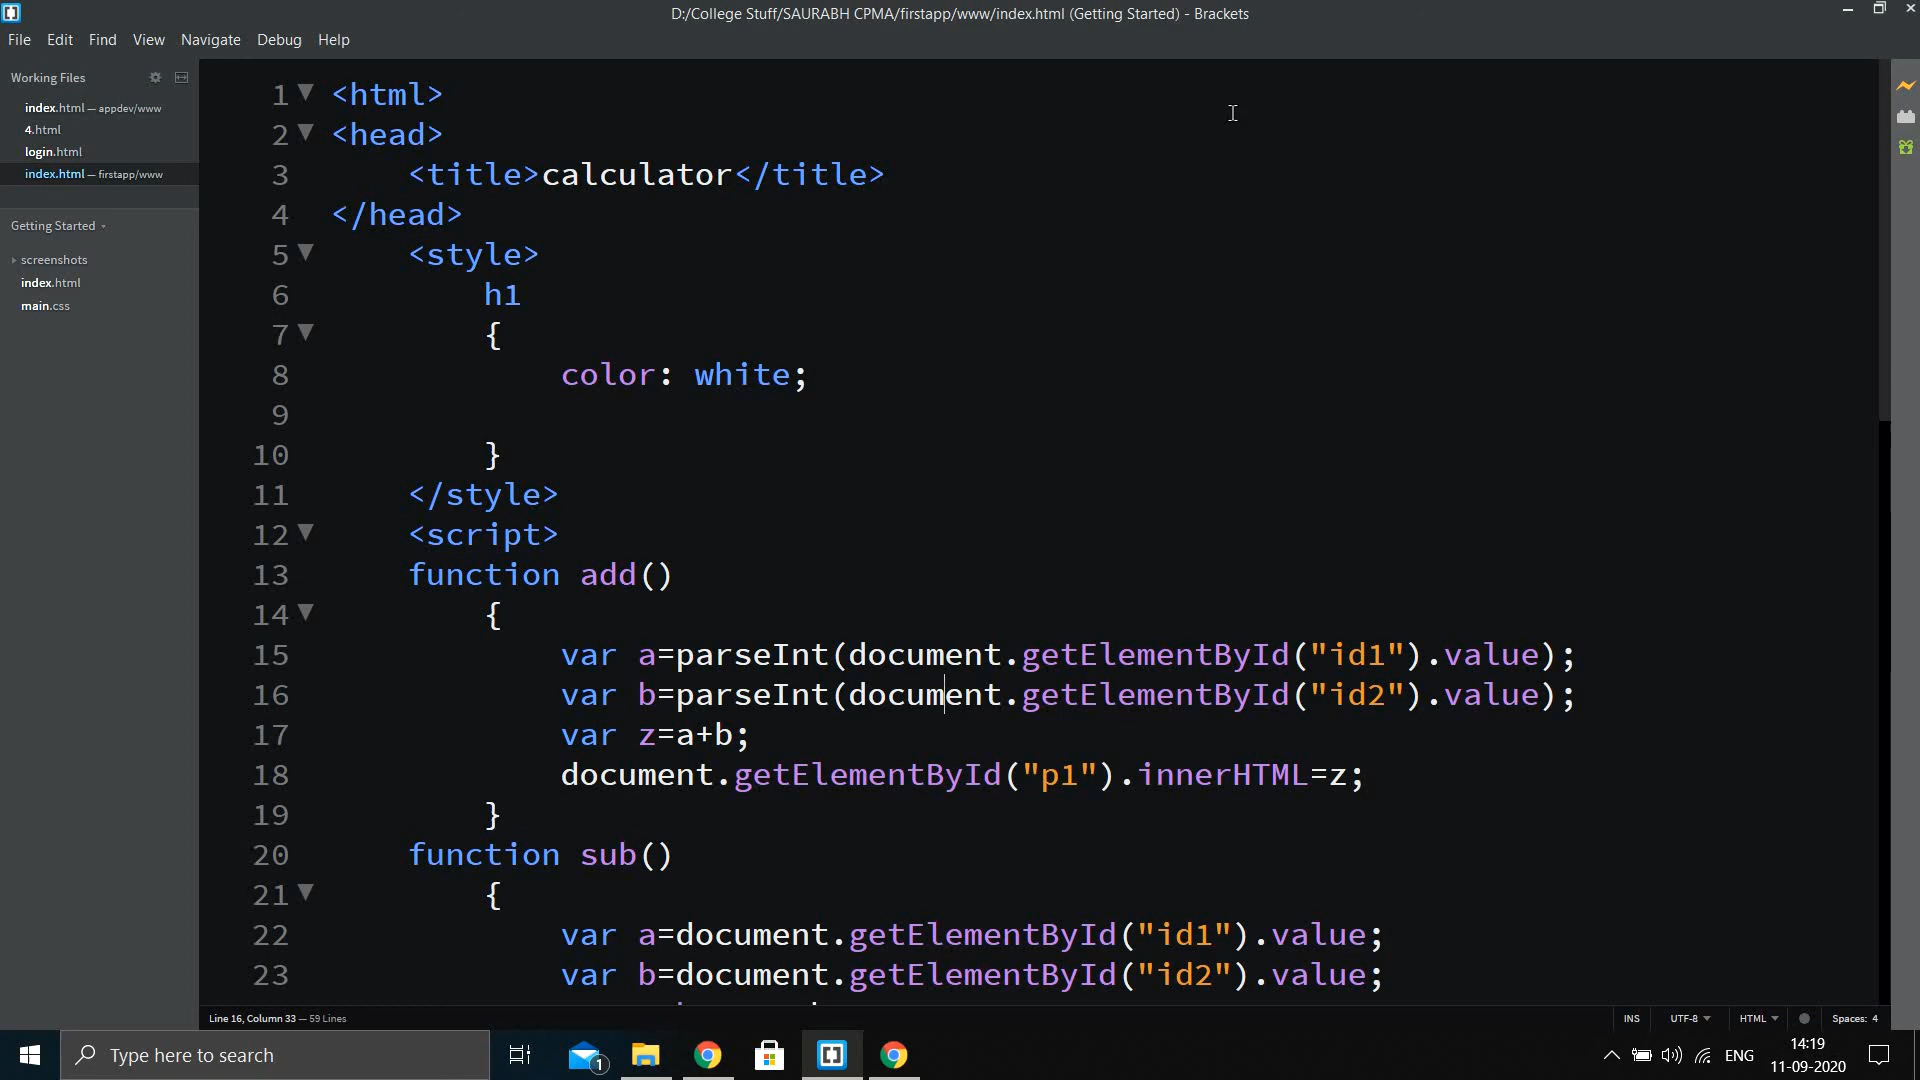 D:/College Stuff/SAURABH CPMA/firstapp/www/index.html (Getting Started) - Brackets
File Edit Find View Navigate Debug Help
Working Files
index.html — appdev/www
4.html
login.html
index.html — firstapp/www
Getting Started
screenshots
index.html
main.css
1 <html>
2 <head>
3 <title>calculator</title>
4 </head>
5 <style>
6 h1
7 {
8 color: white;
9
10 }
11 </style>
12 <script>
13 function add()
14 {
15 var a=parseInt(document.getElementById("id1").value);
16 var b=parseInt(document.getElementById("id2").value);
17 var z=a+b;
18 document.getElementById("p1").innerHTML=z;
19 }
20 function sub()
21 {
22 var a=document.getElementById("id1").value;
23 var b=document.getElementById("id2").value;
Line 16, Column 33 — 59 Lines
INS UTF-8 HTML Spaces: 4
Type here to search
1
ENG
14:19
11-09-2020